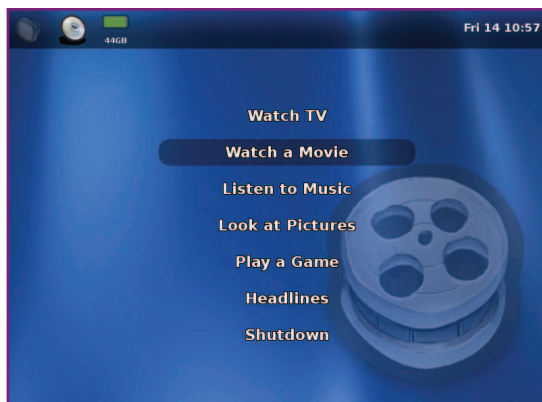 44GB
Fri 14 10:57
Watch TV
Watch a Movie
Listen to Music
Look at Pictures
Play a Game
Headlines
Shutdown